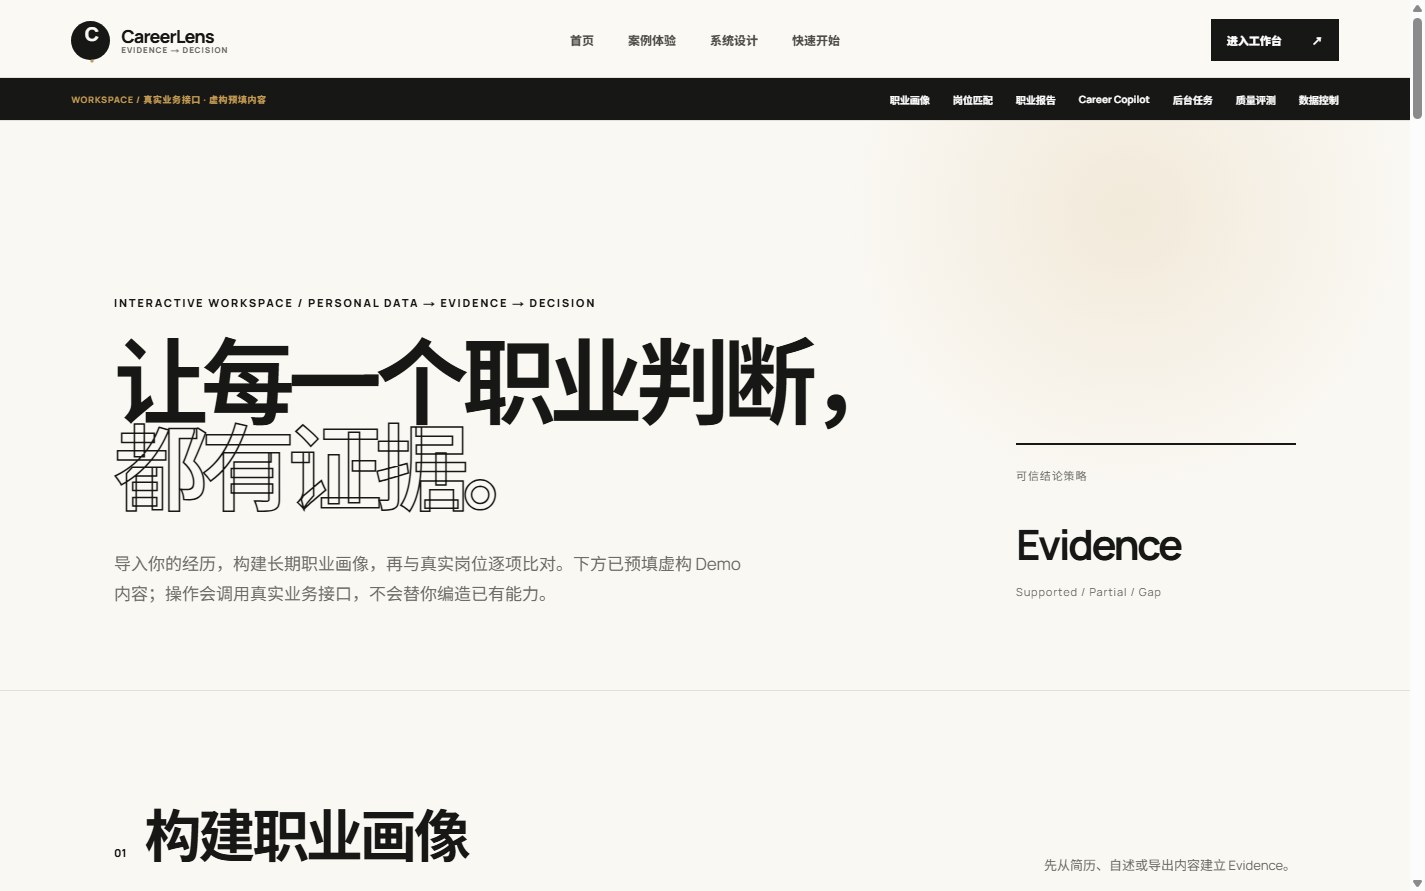 C
CareerLens
EVIDENCE → DECISION
首页 案例体验 系统设计 快速开始
进入工作台 ↗
WORKSPACE / 真实业务接口 · 虚构预填内容
职业画像 岗位匹配 职业报告 Career Copilot 后台任务 质量评测 数据控制
INTERACTIVE WORKSPACE / PERSONAL DATA → EVIDENCE → DECISION
让每一个职业判断，
都有证据。
导入你的经历，构建长期职业画像，再与真实岗位逐项比对。下方已预填虚构 Demo
内容；操作会调用真实业务接口，不会替你编造已有能力。
可信结论策略
Evidence
Supported / Partial / Gap
01 构建职业画像
先从简历、自述或导出内容建立 Evidence。